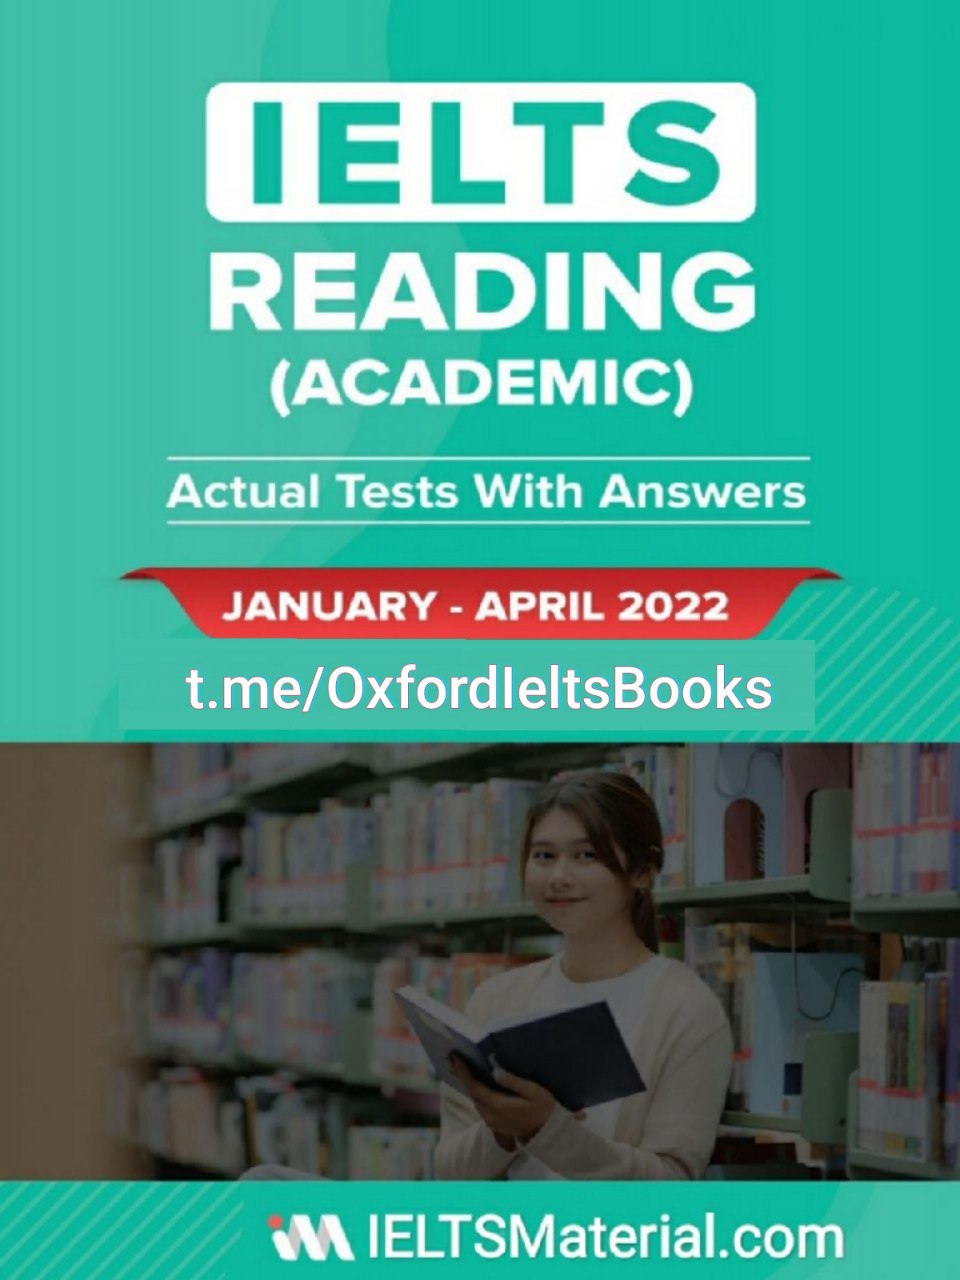 IELTS
READING
(ACADEMIC)
Actual Tests With Answers
JANUARY - APRIL 2022
t.me/OxfordIeltsBooks
IELTSMaterial.com